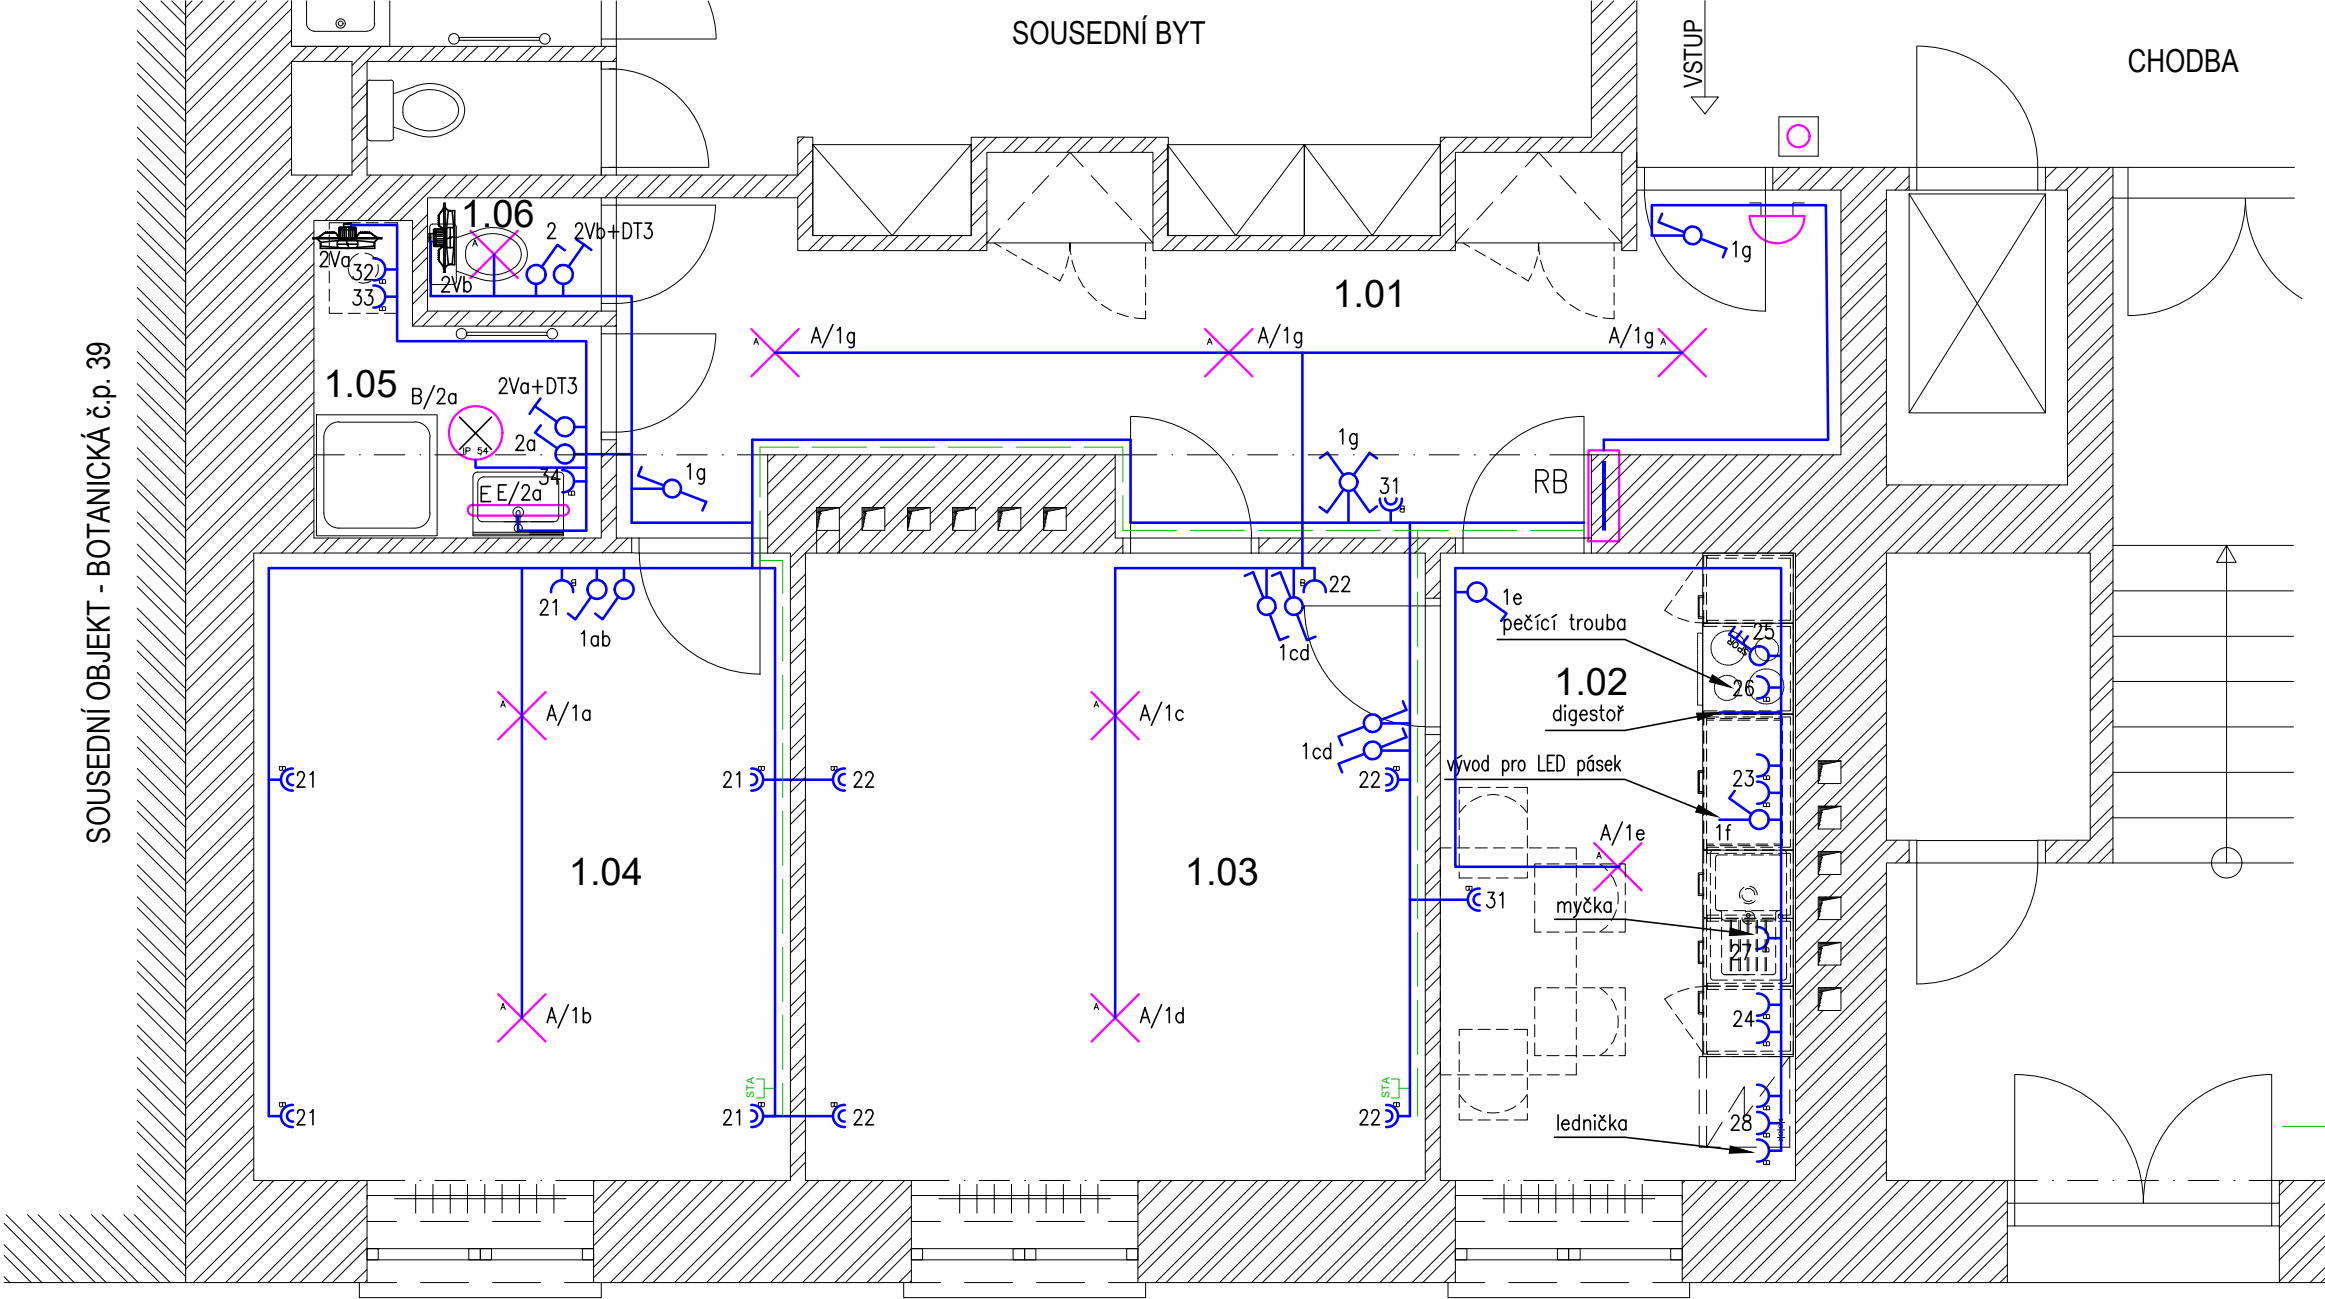 SOUSEDNÍ BYT
VSTUP
CHODBA
1.06
2
2Vb+DT3
2Va
32
33
2Vb
1g
1.01
A
A/1g
A/1g
A/1g
A
SOUSEDNÍ OBJEKT - BOTANICKÁ č.p. 39
1.05
B/2a
2Va+DT3
2a
IP 54
34
E E/2a
1g
1g
31
RB
21
1ab
22
1cd
1e
pečící trouba
25
26
1.02
digestoř
A
A/1a
A
A/1c
1cd
vývod pro LED pásek
21
21
22
22
23
1f
A/1e
A
1.04
1.03
31
myčka
27
24
A
A/1b
A
A/1d
STA
STA
21
21
22
22
28
lednička